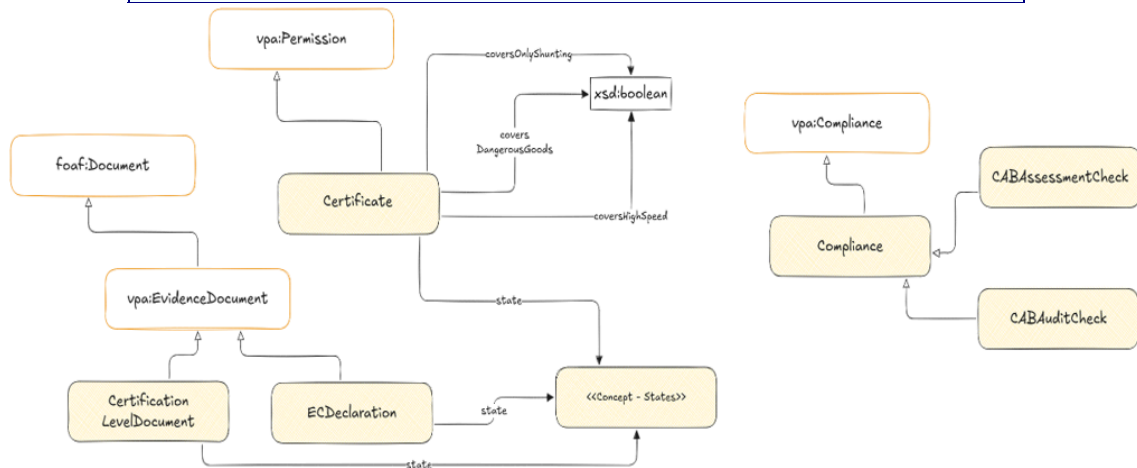 vpa:Permission
coversOnlyShunting
xsd:boolean
vpa:Compliance
covers
DangerousGoods
foaf:Document
CABAssessmentCheck
Certificate
coversHighSpeed
Compliance
vpa:EvidenceDocument
state
CABAuditCheck
Certification
LevelDocument
ECDeclaration
state
<<Concept - States>>
state